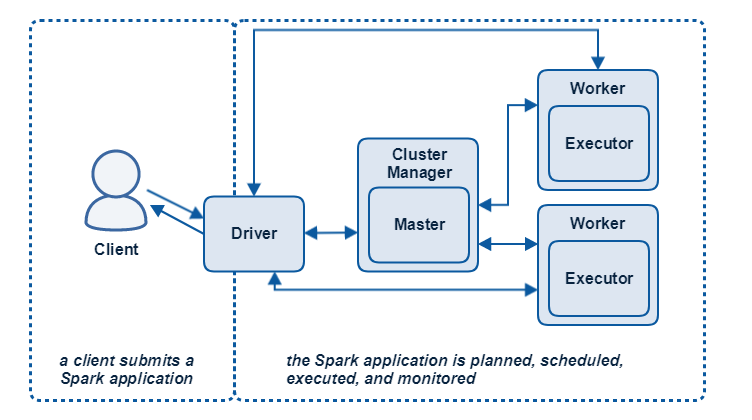 Client
Driver
Cluster
Manager
Master
Worker
Executor
Worker
Executor
a client submits a
Spark application
the Spark application is planned, scheduled,
executed, and monitored